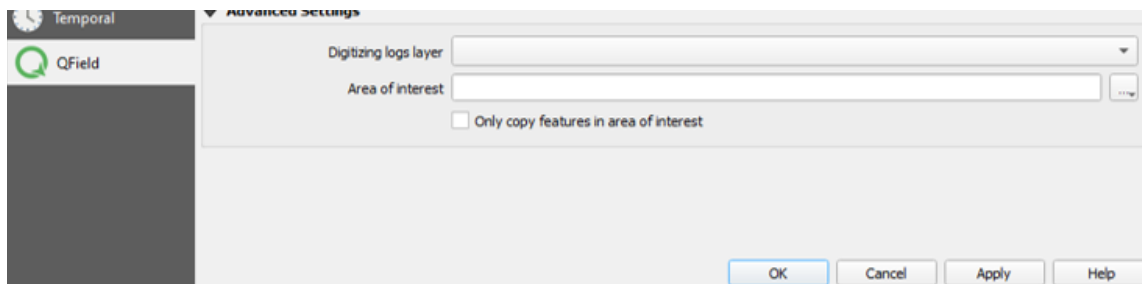 Temporal
Advanced Settings
Digitizing logs layer
QField
Area of interest
...
Only copy features in area of interest
OK Cancel Apply Help